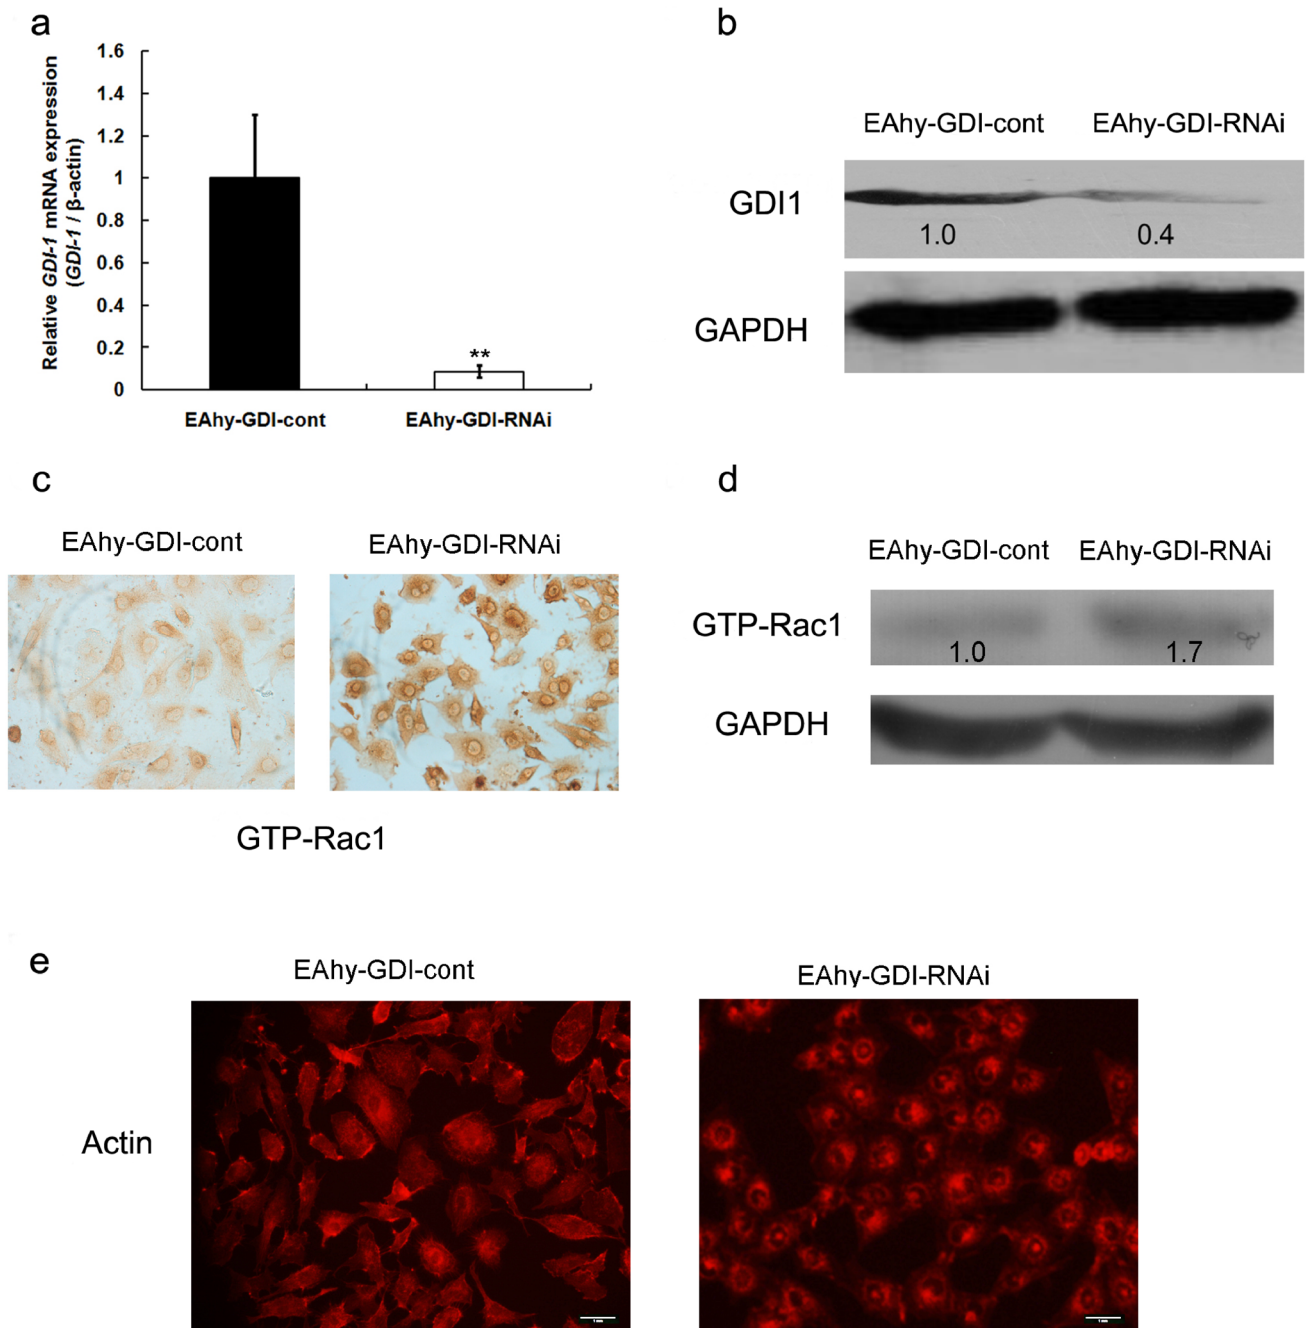 a
Relative GDI-1 mRNA expression
(GDI-1 / β-actin)
1.6
1.4
1.2
1
0.8
0.6
0.4
0.2
0
**
EAhy-GDI-cont
EAhy-GDI-RNAi
b
EAhy-GDI-cont EAhy-GDI-RNAi
GDI1
1.0 0.4
GAPDH
c
EAhy-GDI-cont EAhy-GDI-RNAi
GTP-Rac1
d
EAhy-GDI-cont EAhy-GDI-RNAi
GTP-Rac1
1.0 1.7
GAPDH
e
EAhy-GDI-cont EAhy-GDI-RNAi
Actin